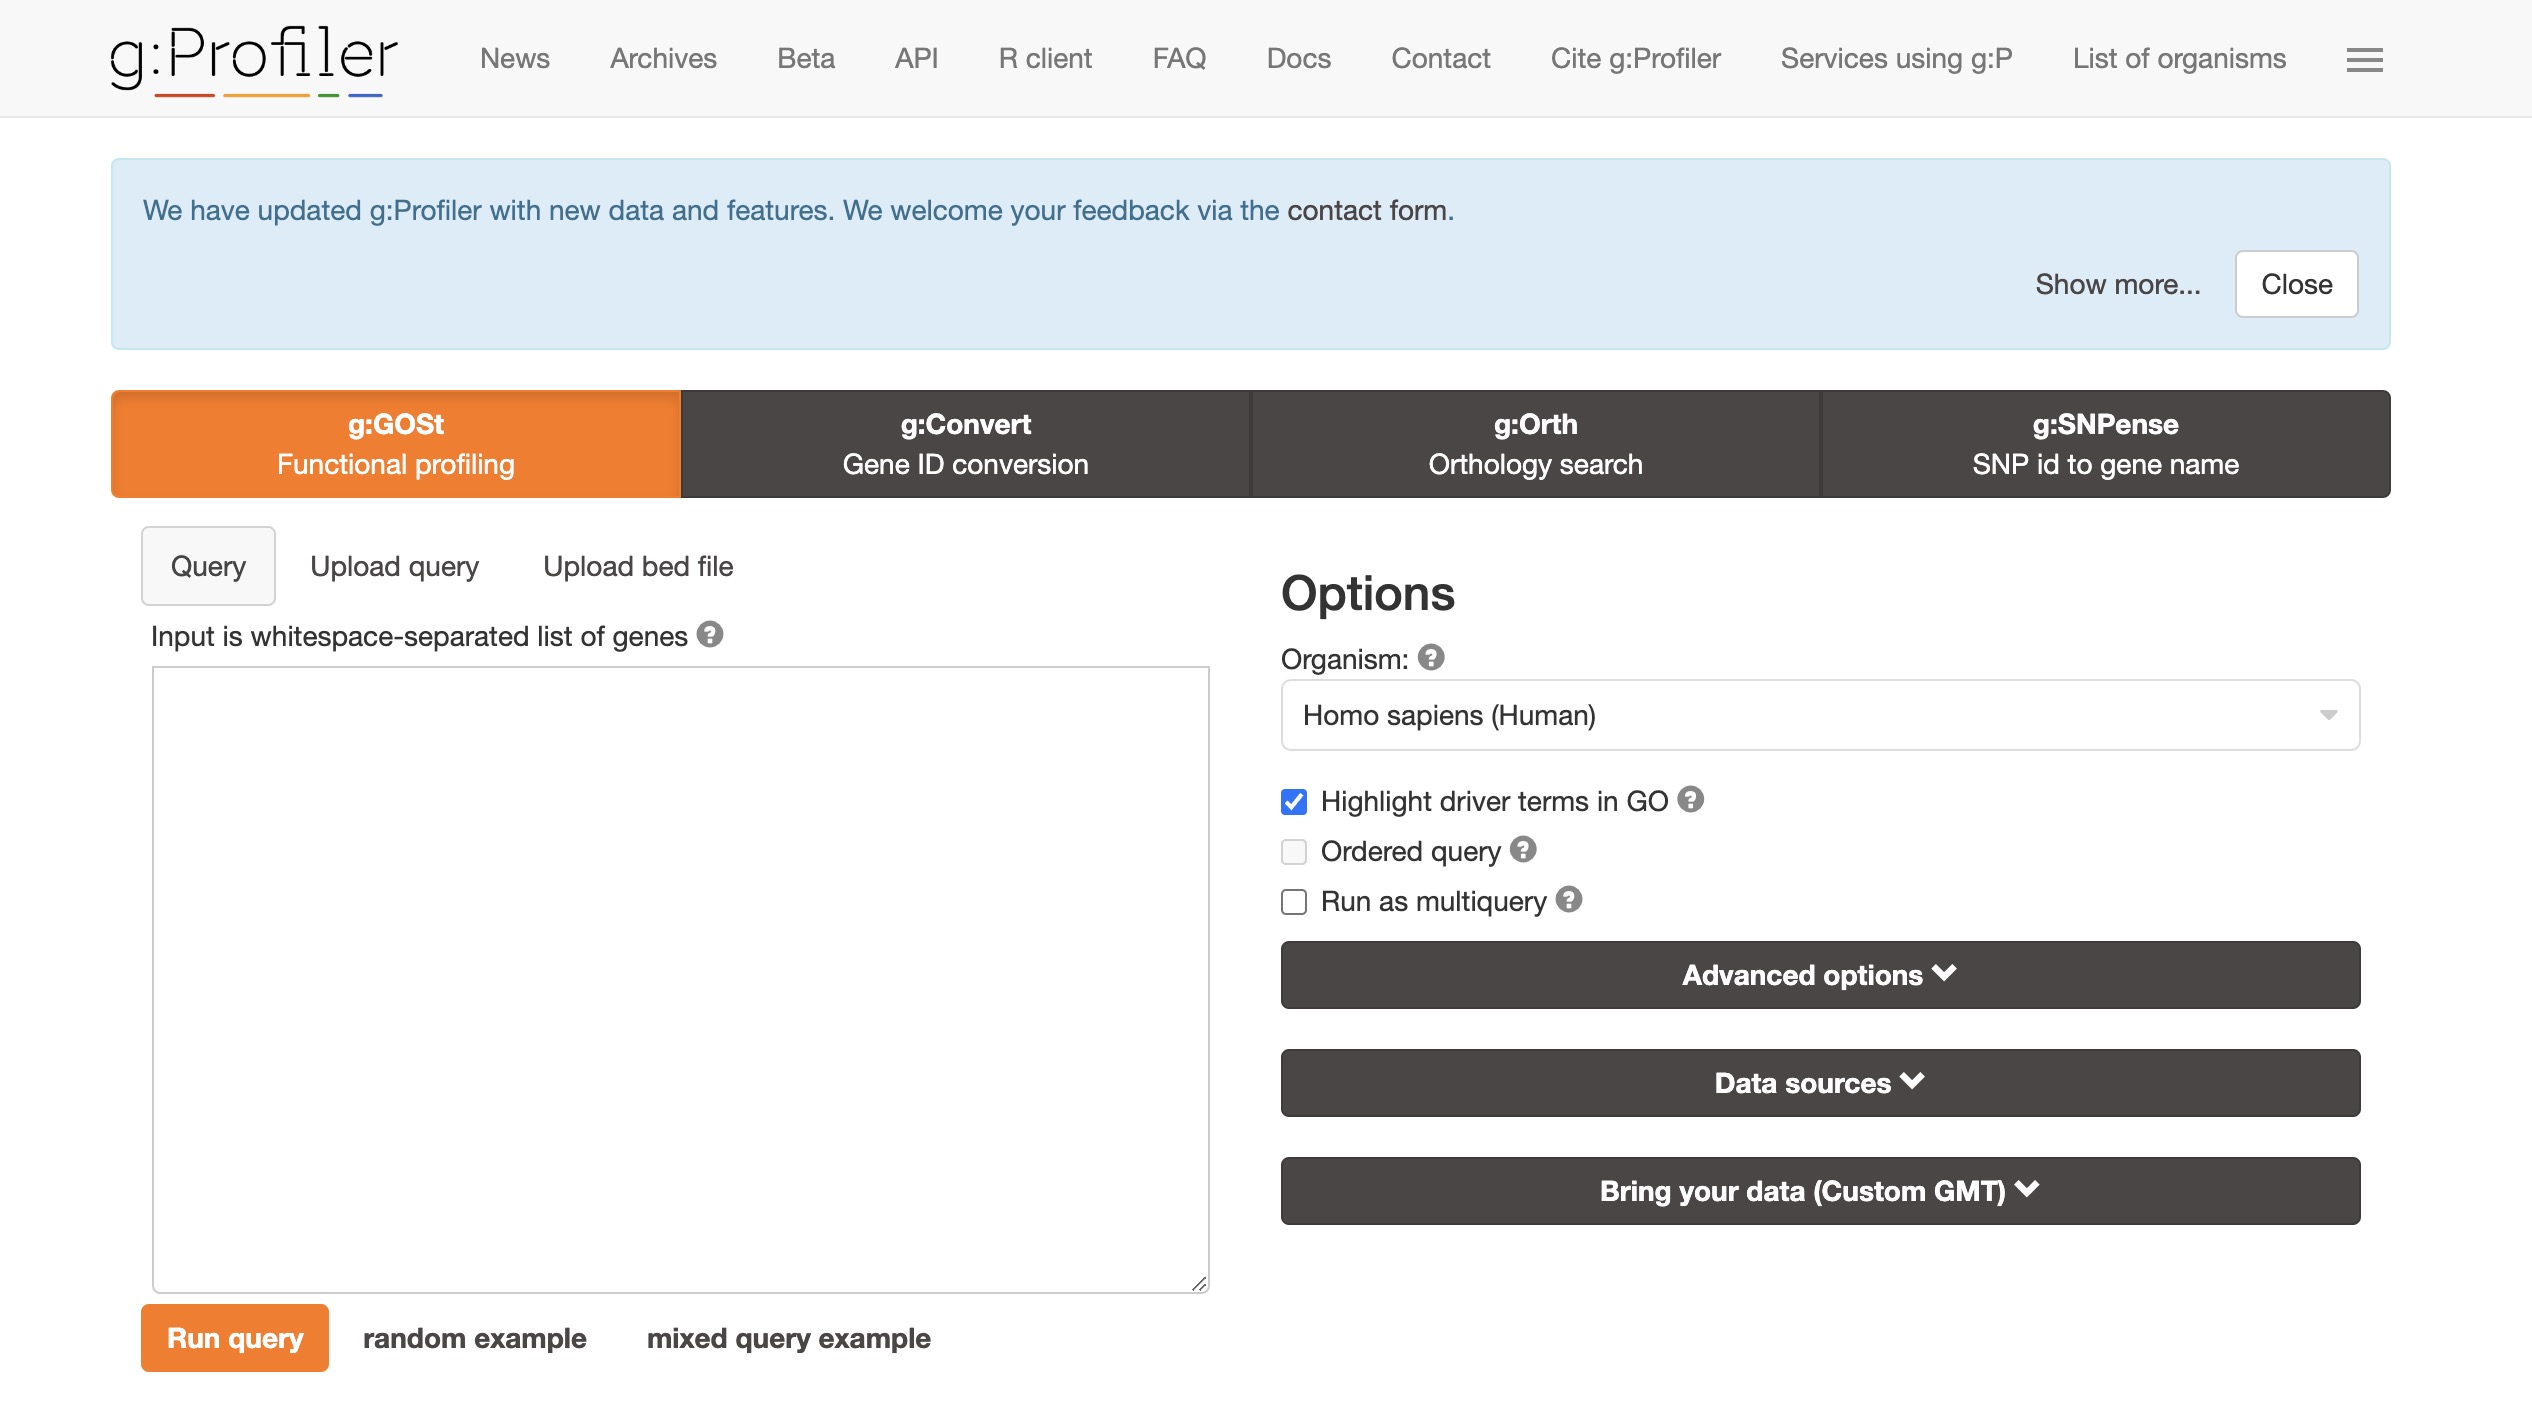 g:Profiler
News Archives Beta API R client FAQ Docs Contact Cite g:Profiler Services using g:P List of organisms
We have updated g:Profiler with new data and features. We welcome your feedback via the contact form.
Show more... Close
g:GOSt
Functional profiling
g:Convert
Gene ID conversion
g:Orth
Orthology search
g:SNPense
SNP id to gene name
Query Upload query Upload bed file
Input is whitespace-separated list of genes ?
Options
Organism: ?
Homo sapiens (Human)
Highlight driver terms in GO ?
Ordered query ?
Run as multiquery ?
Advanced options
Data sources
Bring your data (Custom GMT)
Run query random example mixed query example